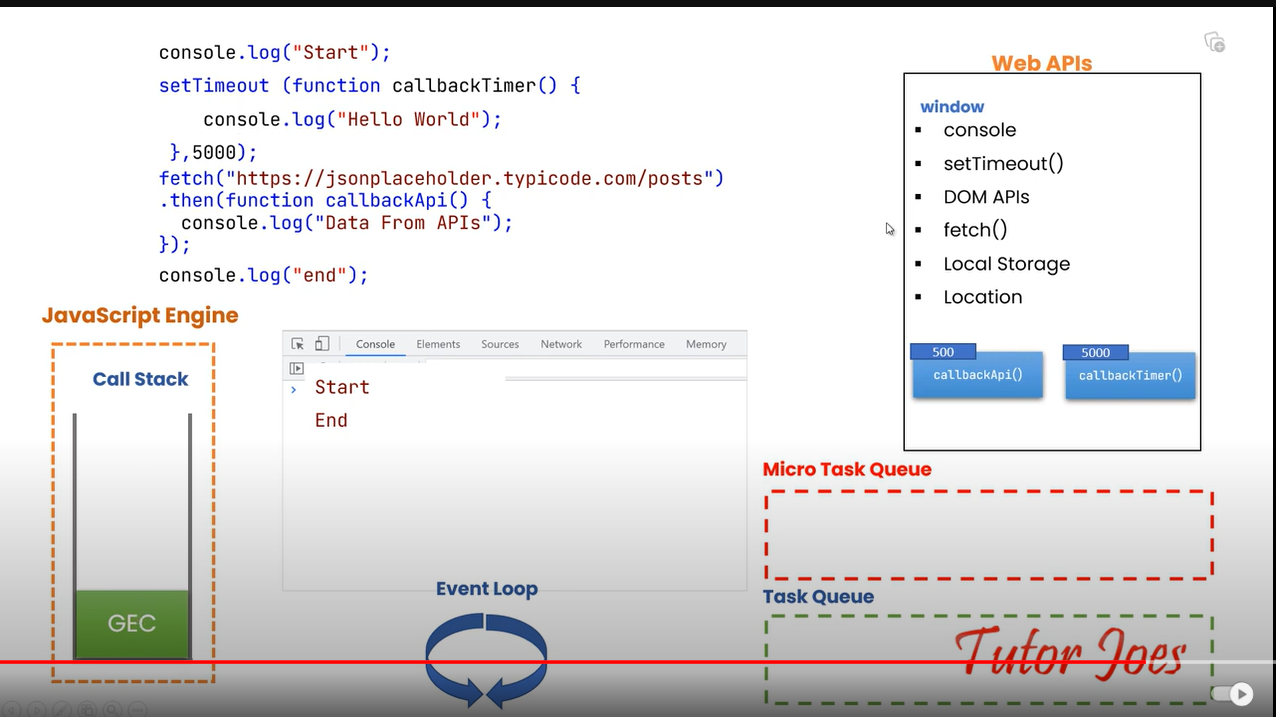 console.log("Start");
setTimeout (function callbackTimer() {
console.log("Hello World");
},5000);
fetch("https://jsonplaceholder.typicode.com/posts")
.then(function callbackApi() {
console.log("Data From APIs");
});
console.log("end");
Web APIs
window
▪ console
▪ setTimeout()
▪ DOM APIs
▪ fetch()
▪ Local Storage
▪ Location
500
callbackApi()
5000
callbackTimer()
JavaScript Engine
Call Stack
GEC
Console Elements Sources Network Performance Memory
› Start
End
Event Loop
Micro Task Queue
Task Queue
Tutor Joes